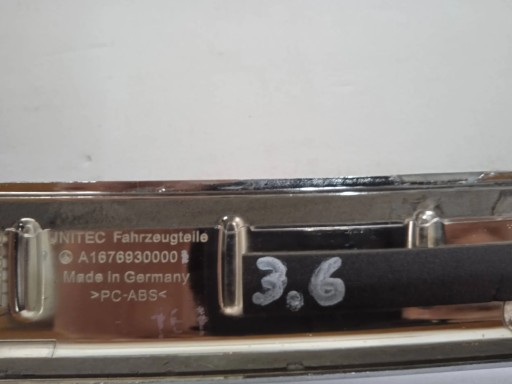 UNITEC Fahrzeugteile
A1676930000
Made In Germany
>PC-ABS<
3.6